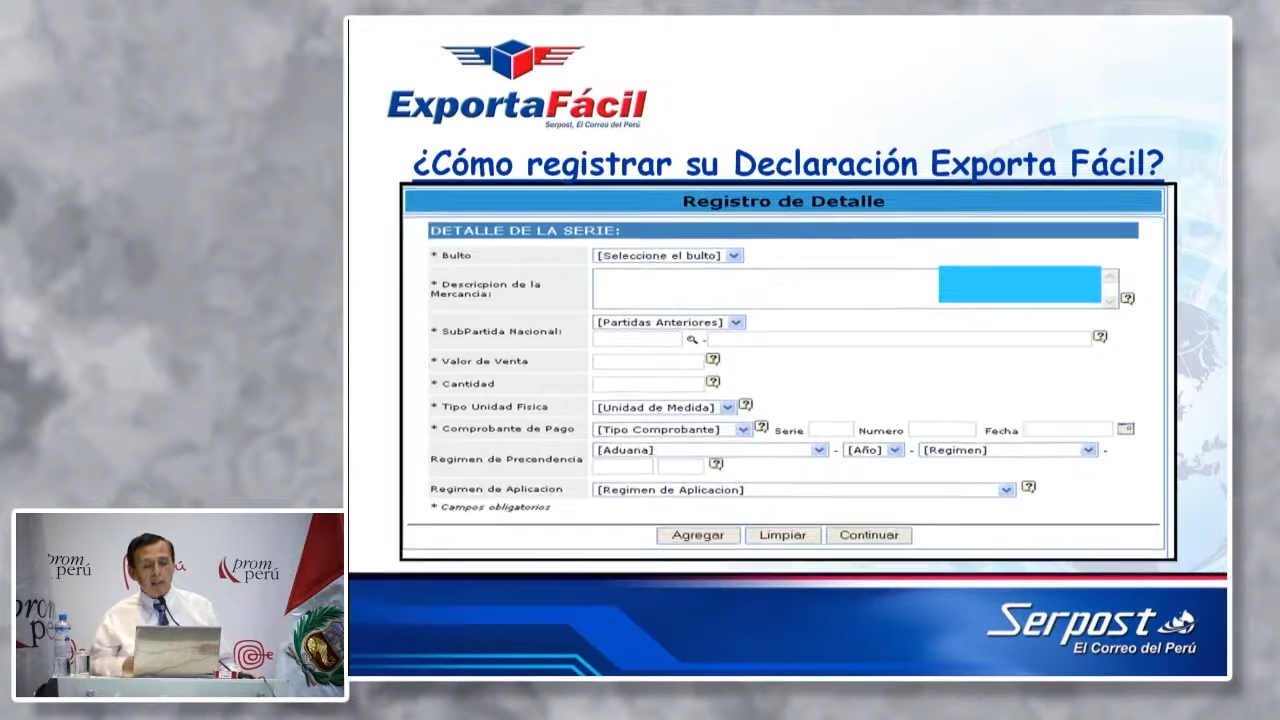 ExportaFácil
Serpost, El Correo del Perú
¿Cómo registrar su Declaración Exporta Fácil?
Registro de Detalle
DETALLE DE LA SERIE:
* Bulto [Seleccione el bulto]
* Descricpion de la
Mercancia:
* SubPartida Nacional: [Partidas Anteriores]
-
* Valor de Venta
* Cantidad
* Tipo Unidad Fisica [Unidad de Medida]
* Comprobante de Pago [Tipo Comprobante] Serie Numero Fecha
Regimen de Precendencia [Aduana] - [Año] - [Regimen] -
Regimen de Aplicacion [Regimen de Aplicacion]
* Campos obligatorios
Agregar Limpiar Continuar
Serpost
El Correo del Perú
prom
perú
prom
perú